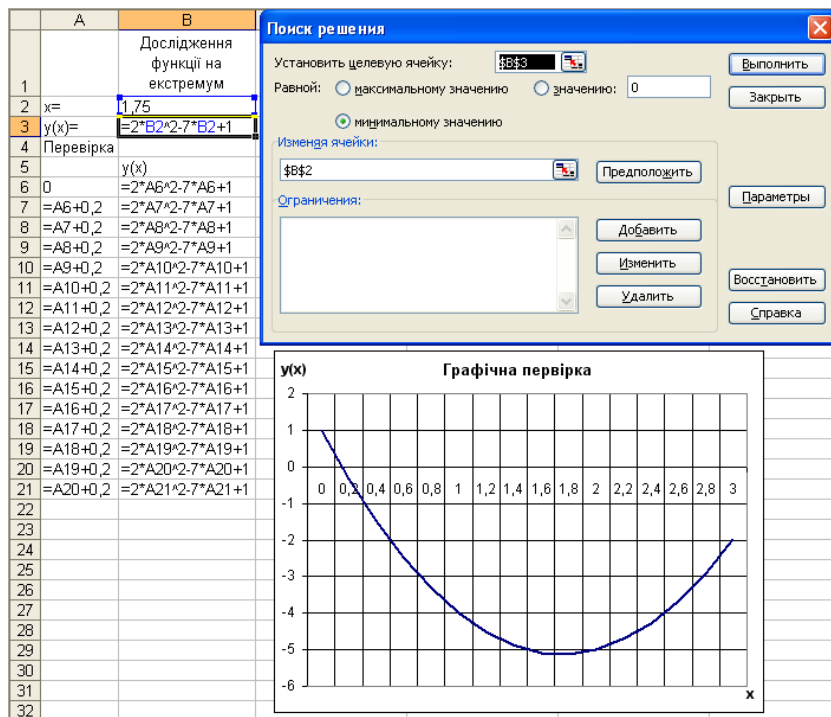 A B
1 Дослідження
функції на
екстремум
2 x= 1,75
3 y(x)= =2*B2^2-7*B2+1
4 Перевірка
5 y(x)
6 0 =2*A6^2-7*A6+1
7 =A6+0,2 =2*A7^2-7*A7+1
8 =A7+0,2 =2*A8^2-7*A8+1
9 =A8+0,2 =2*A9^2-7*A9+1
10 =A9+0,2 =2*A10^2-7*A10+1
11 =A10+0,2 =2*A11^2-7*A11+1
12 =A11+0,2 =2*A12^2-7*A12+1
13 =A12+0,2 =2*A13^2-7*A13+1
14 =A13+0,2 =2*A14^2-7*A14+1
15 =A14+0,2 =2*A15^2-7*A15+1
16 =A15+0,2 =2*A16^2-7*A16+1
17 =A16+0,2 =2*A17^2-7*A17+1
18 =A17+0,2 =2*A18^2-7*A18+1
19 =A18+0,2 =2*A19^2-7*A19+1
20 =A19+0,2 =2*A20^2-7*A20+1
21 =A20+0,2 =2*A21^2-7*A21+1
22
23
24
25
26
27
28
29
30
31
32
Поиск решения
Установить целевую ячейку: $B$3 Выполнить
Равной: максимальному значению значению: 0 Закрыть
минимальному значению
Изменяя ячейки:
$B$2 Предположить
Параметры
Ограничения:
Добавить
Изменить
Восстановить
Удалить
Справка
y(x) Графічна первірка
2
1
0
0 0,2 0,4 0,6 0,8 1 1,2 1,4 1,6 1,8 2 2,2 2,4 2,6 2,8 3
-1
-2
-3
-4
-5
-6
x